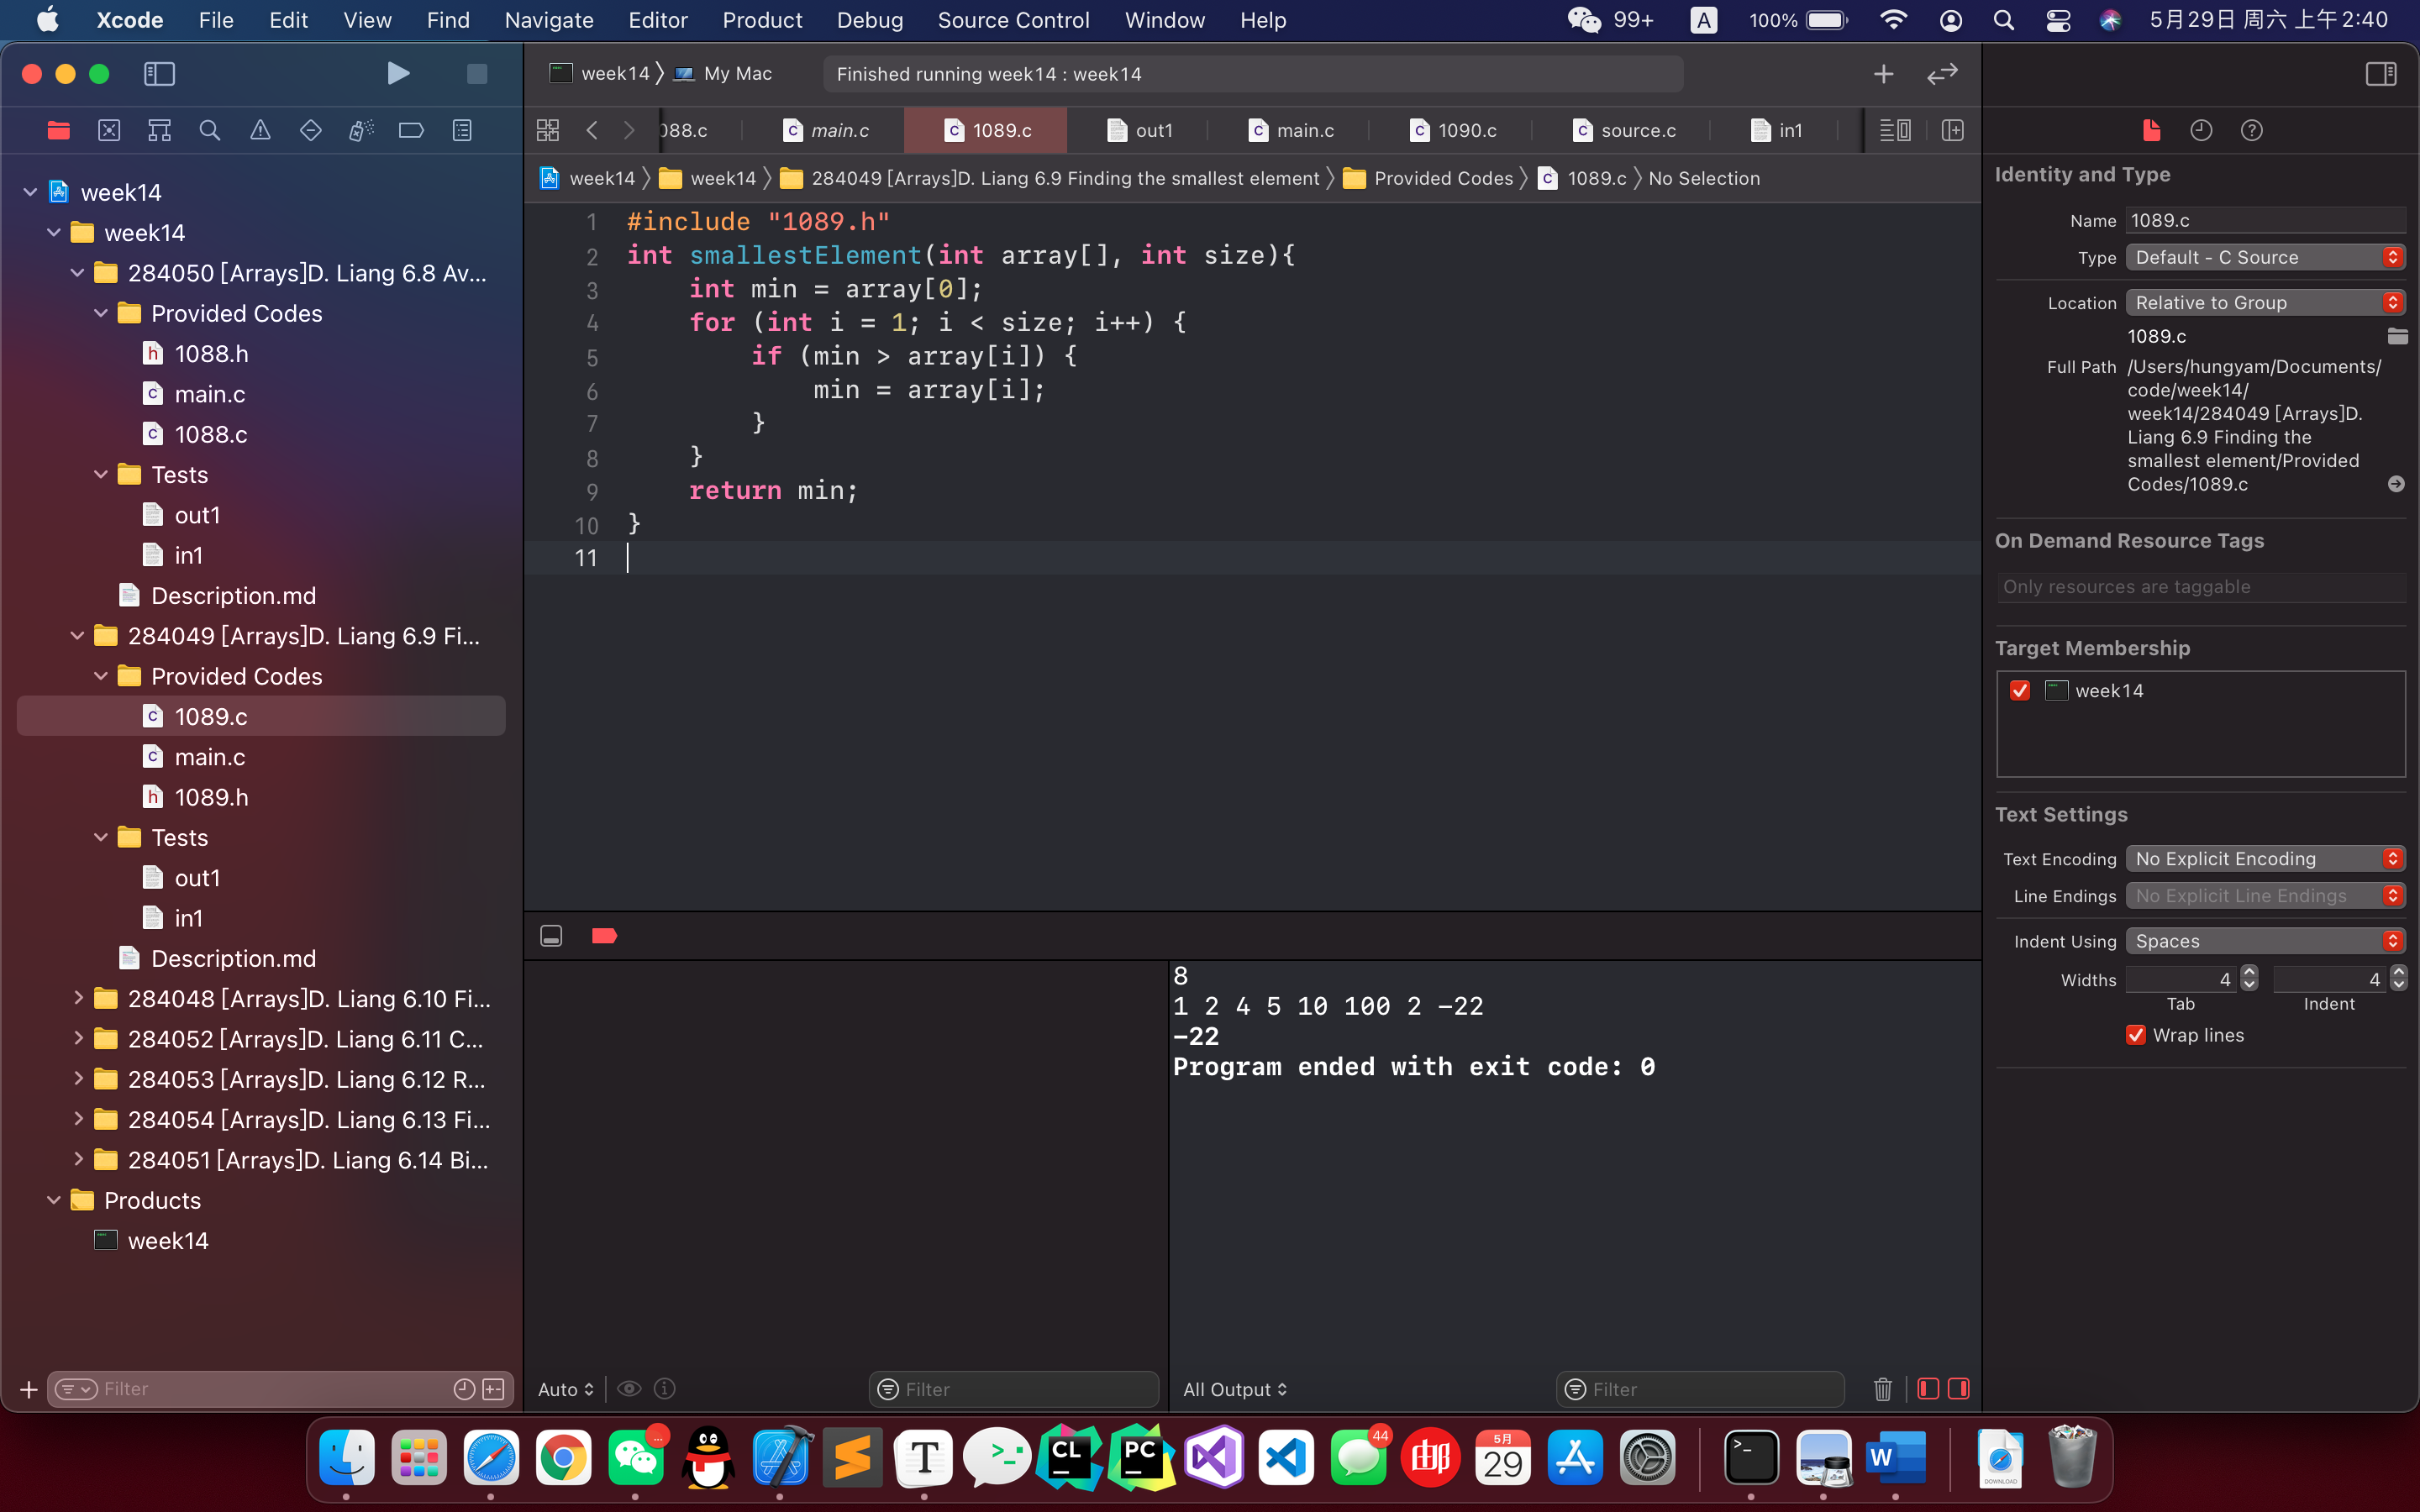 Xcode File Edit View Find Navigate Editor Product Debug Source Control Window Help 99+ A 100% 5月29日 周六 上午2:40
week14 My Mac Finished running week14 : week14
088.c main.c 1089.c out1 main.c 1090.c source.c in1
week14 week14 284049 [Arrays]D. Liang 6.9 Finding the smallest element Provided Codes 1089.c No Selection
week14
week14
284050 [Arrays]D. Liang 6.8 Av...
Provided Codes
1088.h
main.c
1088.c
Tests
out1
in1
Description.md
284049 [Arrays]D. Liang 6.9 Fi...
Provided Codes
1089.c
main.c
1089.h
Tests
out1
in1
Description.md
284048 [Arrays]D. Liang 6.10 Fi...
284052 [Arrays]D. Liang 6.11 C...
284053 [Arrays]D. Liang 6.12 R...
284054 [Arrays]D. Liang 6.13 Fi...
284051 [Arrays]D. Liang 6.14 Bi...
Products
week14
Filter
1 #include "1089.h"
2 int smallestElement(int array[], int size){
3     int min = array[0];
4     for (int i = 1; i < size; i++) {
5         if (min > array[i]) {
6             min = array[i];
7         }
8     }
9     return min;
10 }
11
8
1 2 4 5 10 100 2 -22
-22
Program ended with exit code: 0
Auto Filter All Output Filter
Identity and Type
Name 1089.c
Type Default - C Source
Location Relative to Group
1089.c
Full Path /Users/hungyam/Documents/
code/week14/
week14/284049 [Arrays]D.
Liang 6.9 Finding the
smallest element/Provided
Codes/1089.c
On Demand Resource Tags
Only resources are taggable
Target Membership
week14
Text Settings
Text Encoding No Explicit Encoding
Line Endings No Explicit Line Endings
Indent Using Spaces
Widths 4 4
Tab Indent
Wrap lines
T CL PC 44 邮 5月 29 W DOWNLOAD